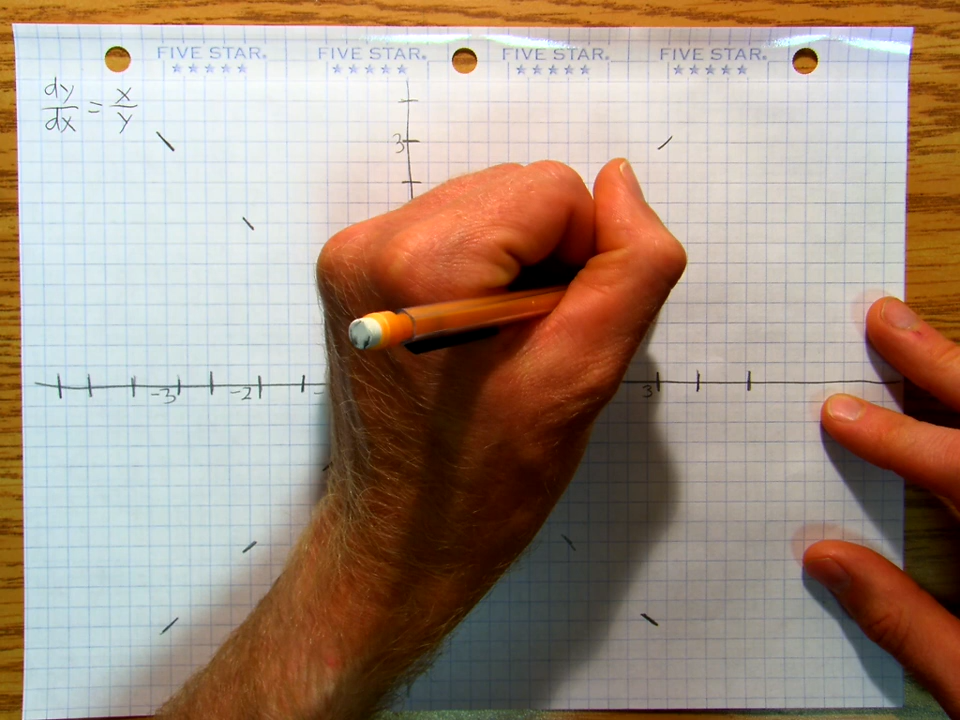 FIVE STAR. FIVE STAR. FIVE STAR. FIVE STAR.
dy/dx = x/y
3
-3 -2 - 3